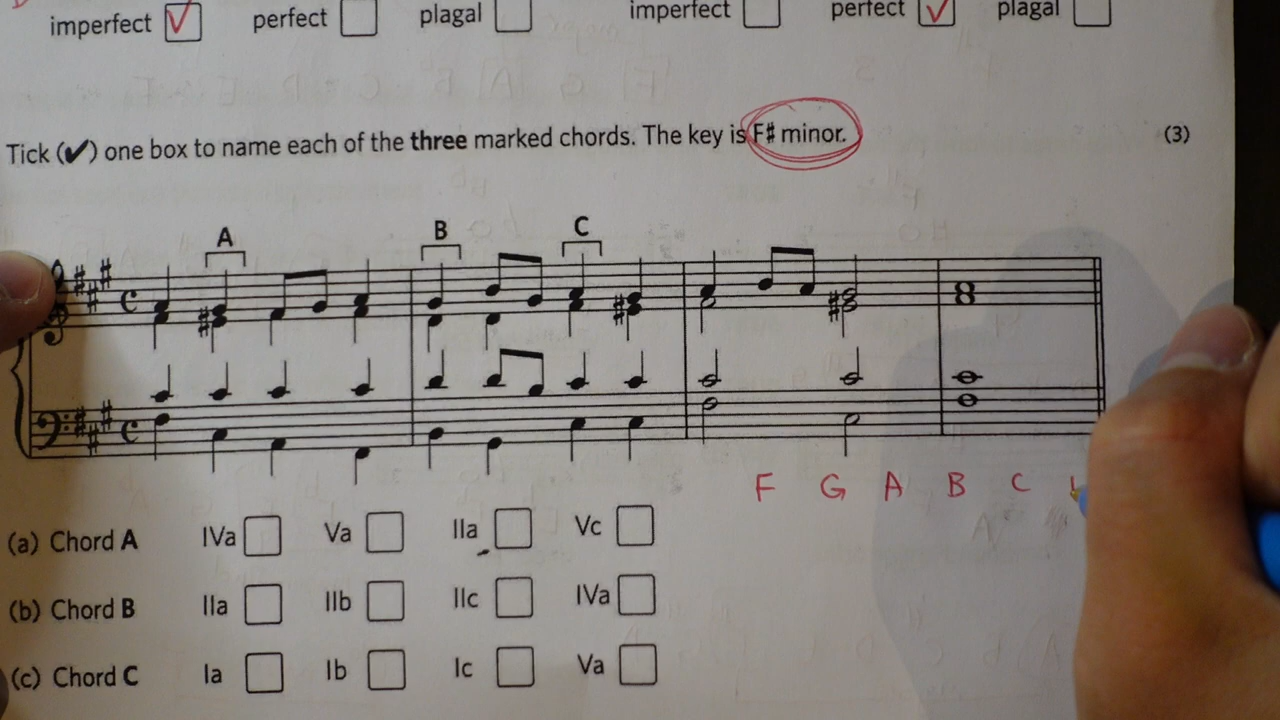 imperfect perfect plagal imperfect perfect plagal
Tick (✔) one box to name each of the three marked chords. The key is F# minor. (3)
A B C
F G A B C
(a) Chord A IVa Va IIa Vc
(b) Chord B IIa IIb IIc IVa
(c) Chord C Ia Ib Ic Va